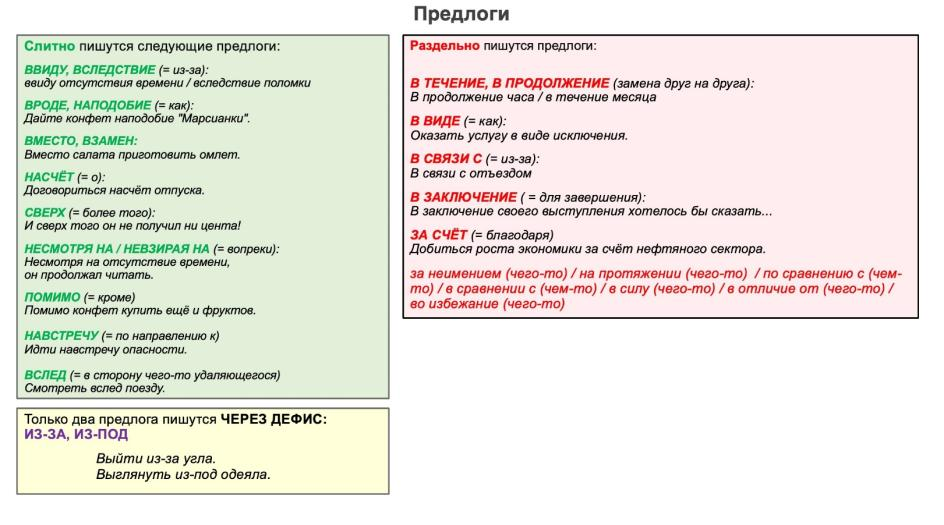 Предлоги
Слитно пишутся следующие предлоги:
ВВИДУ, ВСЛЕДСТВИЕ (= из-за):
ввиду отсутствия времени / вследствие поломки
ВРОДЕ, НАПОДОБИЕ (= как):
Дайте конфет наподобие "Марсианки".
ВМЕСТО, ВЗАМЕН:
Вместо салата приготовить омлет.
НАСЧЁТ (= о):
Договориться насчёт отпуска.
СВЕРХ (= более того):
И сверх того он не получил ни цента!
НЕСМОТРЯ НА / НЕВЗИРАЯ НА (= вопреки):
Несмотря на отсутствие времени,
он продолжал читать.
ПОМИМО (= кроме)
Помимо конфет купить ещё и фруктов.
НАВСТРЕЧУ (= по направлению к)
Идти навстречу опасности.
ВСЛЕД (= в сторону чего-то удаляющегося)
Смотреть вслед поезду.
Только два предлога пишутся ЧЕРЕЗ ДЕФИС:
ИЗ-ЗА, ИЗ-ПОД
Выйти из-за угла.
Выглянуть из-под одеяла.
Раздельно пишутся предлоги:
В ТЕЧЕНИЕ, В ПРОДОЛЖЕНИЕ (замена друг на друга):
В продолжение часа / в течение месяца
В ВИДЕ (= как):
Оказать услугу в виде исключения.
В СВЯЗИ С (= из-за):
В связи с отъездом
В ЗАКЛЮЧЕНИЕ ( = для завершения):
В заключение своего выступления хотелось бы сказать...
ЗА СЧЁТ (= благодаря)
Добиться роста экономики за счёт нефтяного сектора.
за неимением (чего-то) / на протяжении (чего-то) / по сравнению с (чем-
то) / в сравнении с (чем-то) / в силу (чего-то) / в отличие от (чего-то) /
во избежание (чего-то)